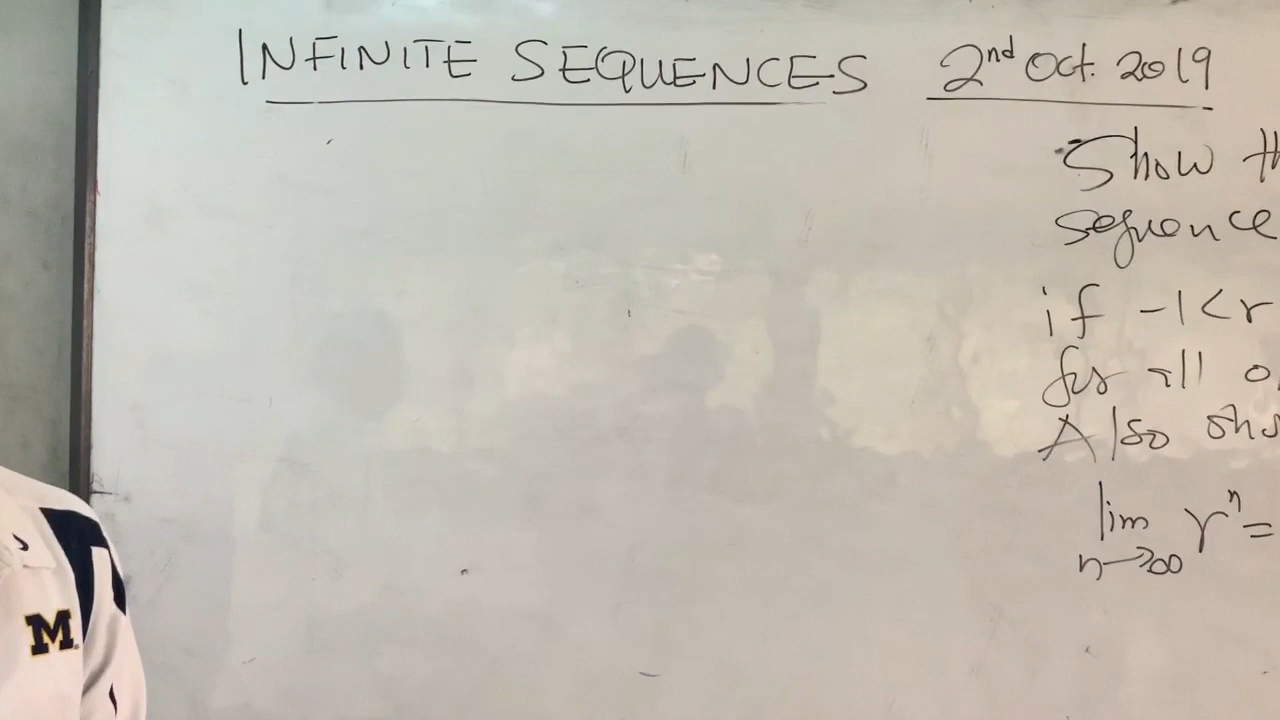 INFINITE SEQUENCES 2nd Oct. 2019
Show th
sequence
if -1<r
for all o
Also sho
lim rⁿ=
n→∞
M